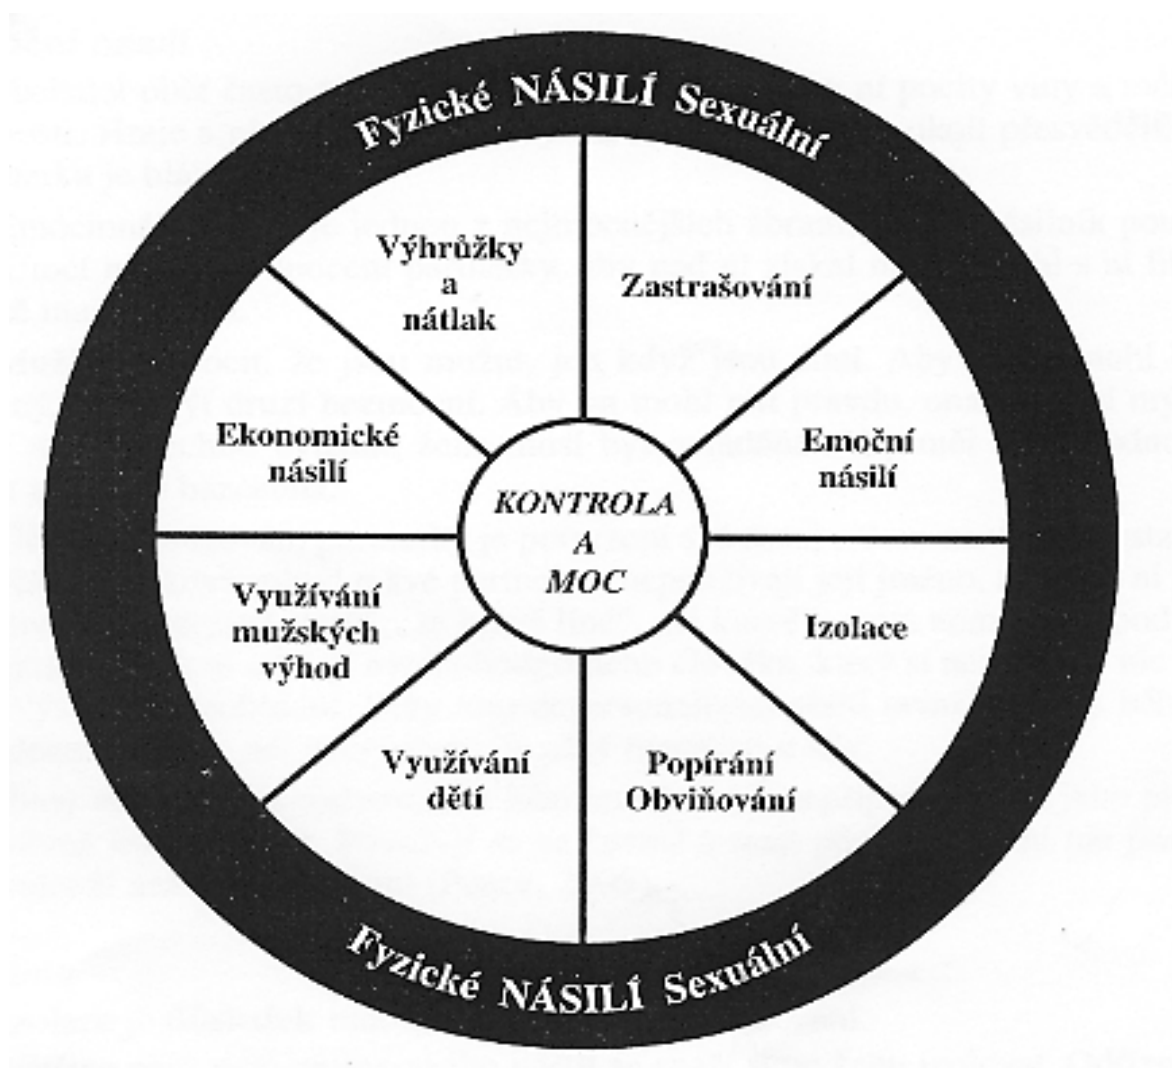 Fyzické NÁSILÍ Sexuální
Výhrůžky
a
nátlak
Zastrašování
Ekonomické
násilí
Emoční
násilí
KONTROLA
A
MOC
Využívání
mužských
výhod
Izolace
Využívání
dětí
Popírání
Obviňování
Fyzické NÁSILÍ Sexuální